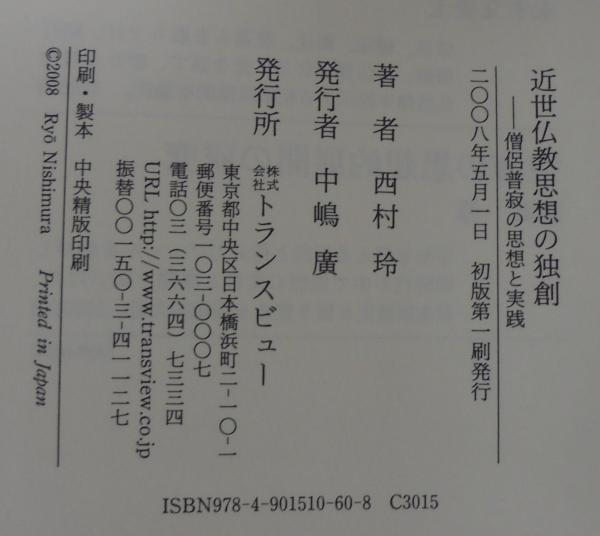 近世仏教思想の独創
──僧侶普寂の思想と実践
二〇〇八年五月一日　初版第一刷発行
著　者　西村　玲
発行者　中嶋　廣
発行所　株式会社トランスビュー
東京都中央区日本橋浜町二-一〇-一
郵便番号一〇三-〇〇〇七
電話〇三（三六六四）七三三四
URL http://www.transview.co.jp
振替〇〇一五〇-三-四一一二七
印刷・製本　中央精版印刷
©2008　Ryō Nishimura　Printed in Japan
ISBN978-4-901510-60-8　C3015